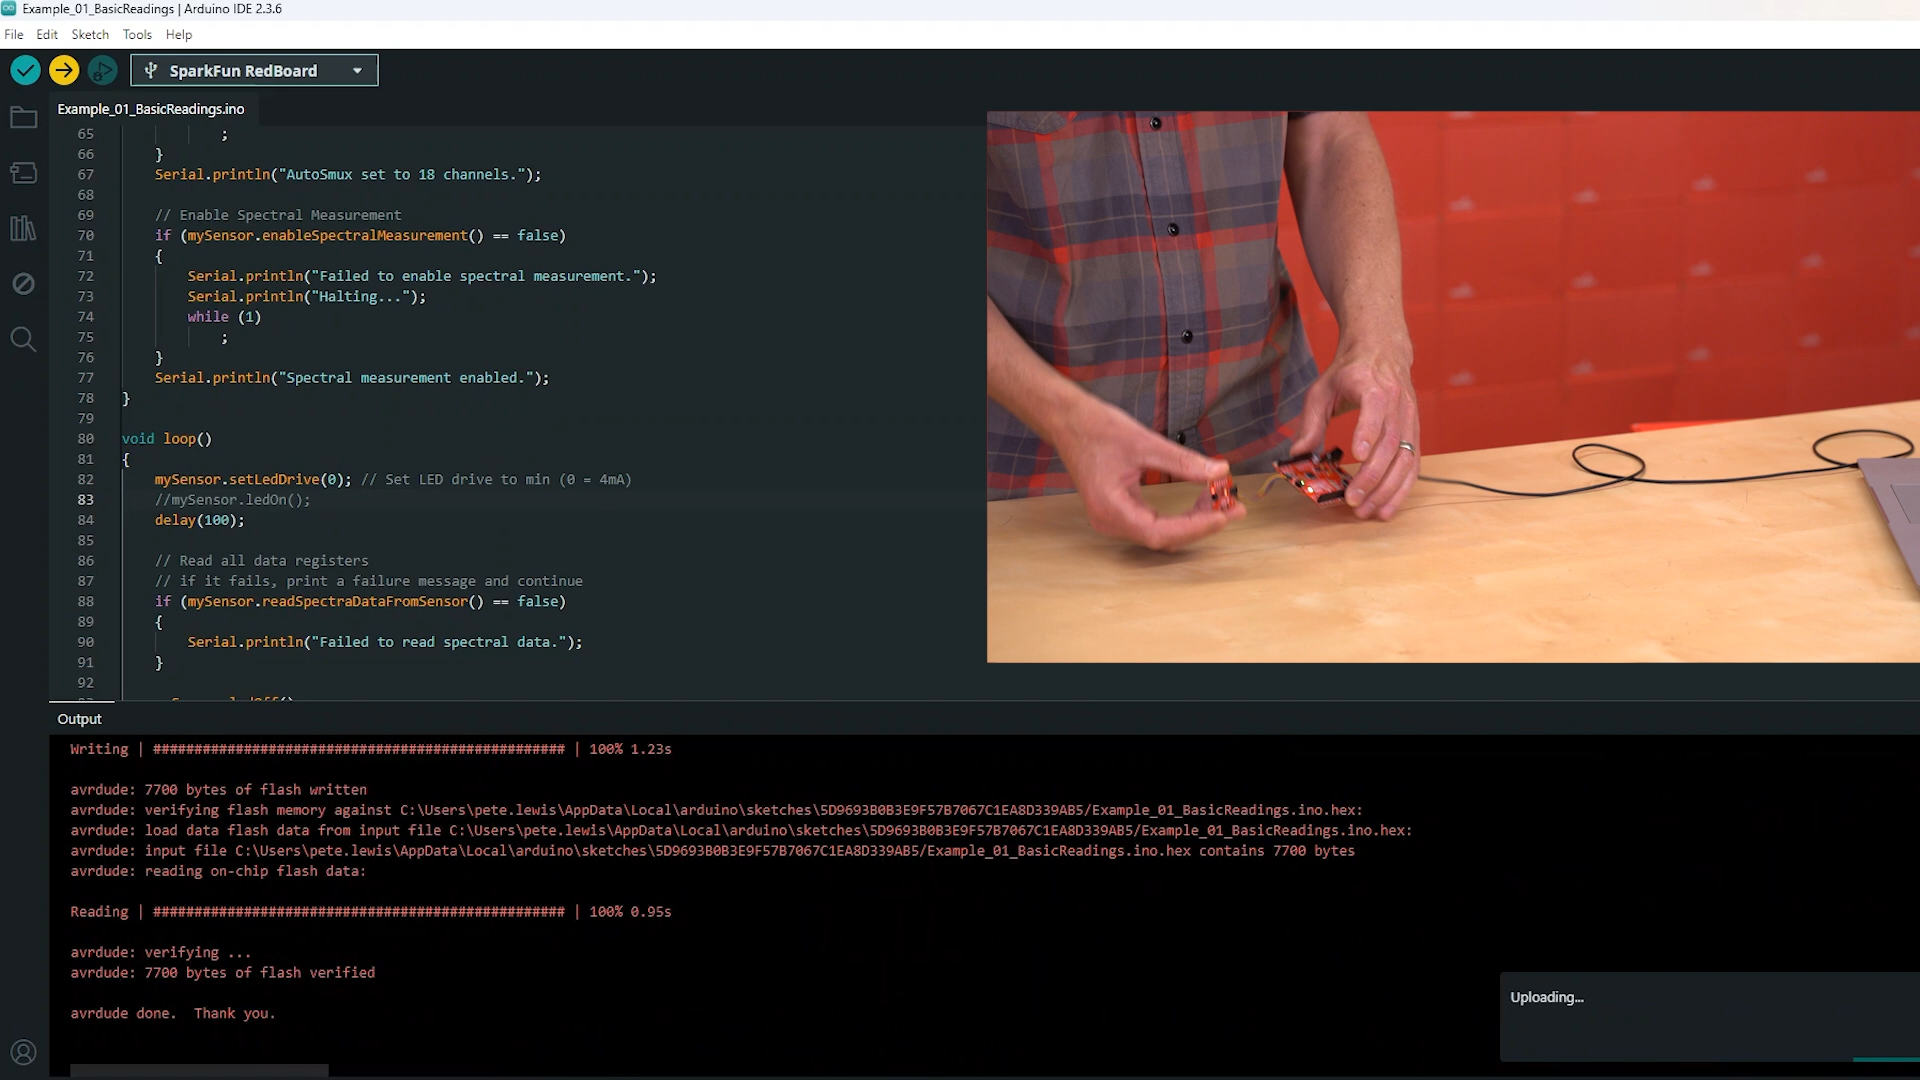 Example_01_BasicReadings | Arduino IDE 2.3.6
File Edit Sketch Tools Help
SparkFun RedBoard
Example_01_BasicReadings.ino
65 ;
66 }
67 Serial.println("AutoSmux set to 18 channels.");
68
69 // Enable Spectral Measurement
70 if (mySensor.enableSpectralMeasurement() == false)
71 {
72 Serial.println("Failed to enable spectral measurement.");
73 Serial.println("Halting...");
74 while (1)
75 ;
76 }
77 Serial.println("Spectral measurement enabled.");
78 }
79
80 void loop()
81 {
82 mySensor.setLedDrive(0); // Set LED drive to min (0 = 4mA)
83 //mySensor.ledOn();
84 delay(100);
85
86 // Read all data registers
87 // if it fails, print a failure message and continue
88 if (mySensor.readSpectraDataFromSensor() == false)
89 {
90 Serial.println("Failed to read spectral data.");
91 }
92
Output
Writing | ################################################## | 100% 1.23s
avrdude: 7700 bytes of flash written
avrdude: verifying flash memory against C:\Users\pete.lewis\AppData\Local\arduino\sketches\5D9693B0B3E9F57B7067C1EA8D339AB5/Example_01_BasicReadings.ino.hex:
avrdude: load data flash data from input file C:\Users\pete.lewis\AppData\Local\arduino\sketches\5D9693B0B3E9F57B7067C1EA8D339AB5/Example_01_BasicReadings.ino.hex:
avrdude: input file C:\Users\pete.lewis\AppData\Local\arduino\sketches\5D9693B0B3E9F57B7067C1EA8D339AB5/Example_01_BasicReadings.ino.hex contains 7700 bytes
avrdude: reading on-chip flash data:
Reading | ################################################## | 100% 0.95s
avrdude: verifying ...
avrdude: 7700 bytes of flash verified
avrdude done. Thank you.
Uploading...